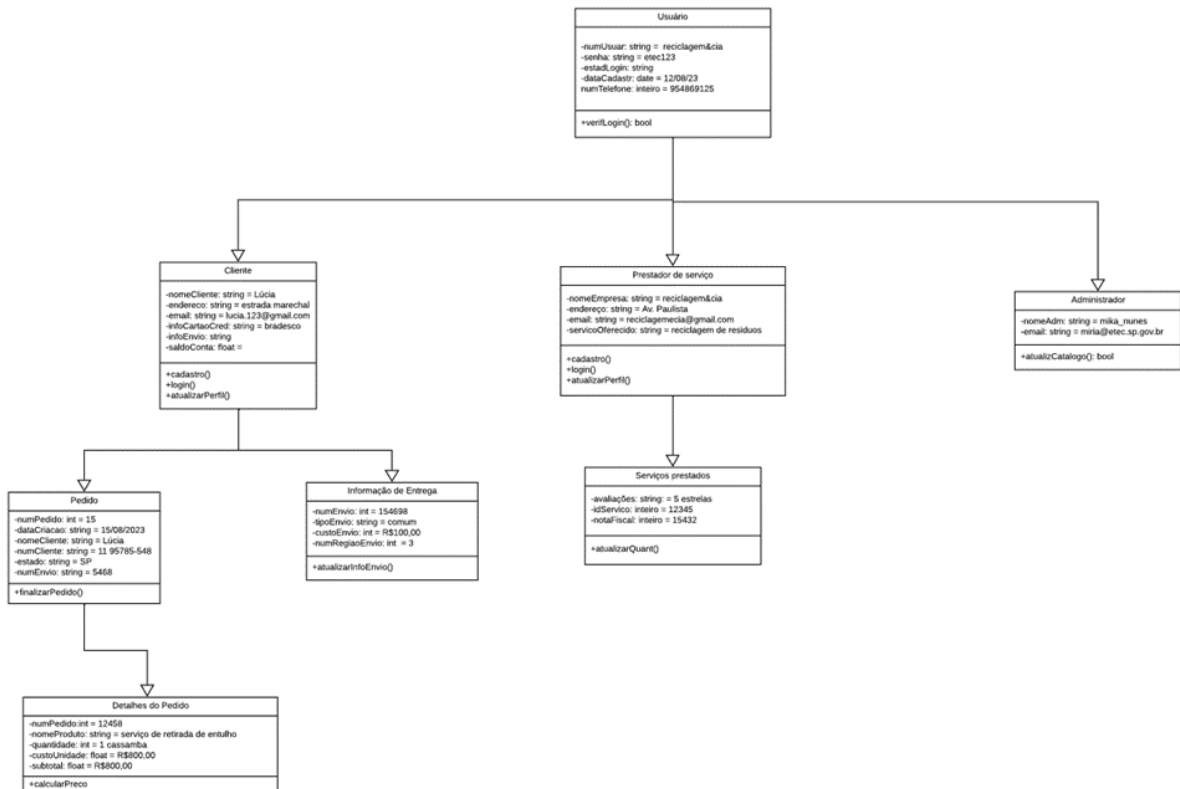 Usuário
-numUsuar: string = reciclagem&cia
-senha: string = etec123
-estadLogin: string
-dataCadastr: date = 12/08/23
numTelefone: inteiro = 954869125
+verifLogin(): bool
Cliente
-nomeCliente: string = Lúcia
-endereco: string = estrada marechal
-email: string = lucia.123@gmail.com
-infoCartaoCred: string = bradesco
-infoEnvio: string
-saldoConta: float =
+cadastro()
+login()
+atualizarPerfil()
Prestador de serviço
-nomeEmpresa: string = reciclagem&cia
-endereço: string = Av. Paulista
-email: string = reciclagemecia@gmail.com
-servicoOferecido: string = reciclagem de residuos
+cadastro()
+login()
+atualizarPerfil()
Administrador
-nomeAdm: string = mika_nunes
-email: string = miria@etec.sp.gov.br
+atualizCatalogo(): bool
Pedido
-numPedido: int = 15
-dataCriacao: string = 15/08/2023
-nomeCliente: string = Lúcia
-numCliente: string = 11 95785-548
-estado: string = SP
-numEnvio: string = 5468
+finalizarPedido()
Informação de Entrega
-numEnvio: int = 154698
-tipoEnvio: string = comum
-custoEnvio: int = R$100,00
-numRegiaoEnvio: int = 3
+atualizarInfoEnvio()
Serviços prestados
-avaliações: string: = 5 estrelas
-idServico: inteiro = 12345
-notaFiscal: inteiro = 15432
+atualizarQuant()
Detalhes do Pedido
-numPedido:int = 12458
-nomeProduto: string = serviço de retirada de entulho
-quantidade: int = 1 cassamba
-custoUnidade: float = R$800,00
-subtotal: float = R$800,00
+calcularPreco